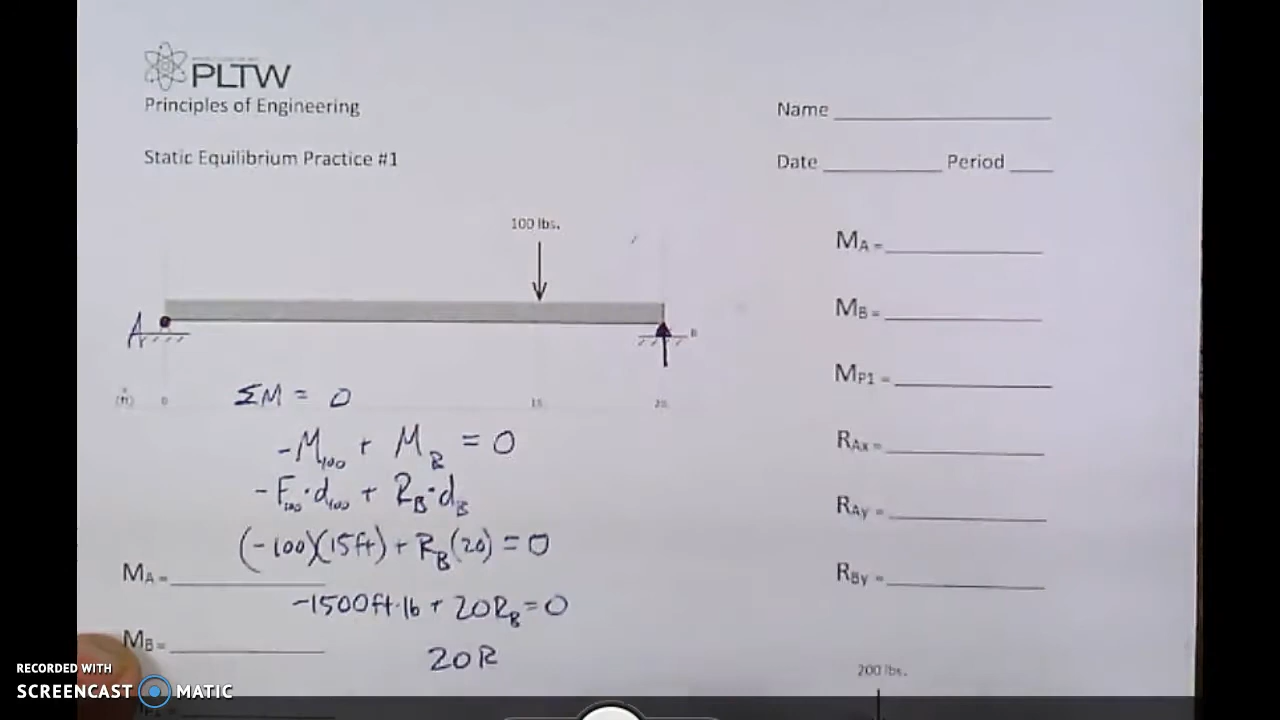 PLTW
Principles of Engineering
Name
Static Equilibrium Practice #1
Date Period
100 lbs.
A
B
(ft) 0 15 20
ΣM = 0
-M100 + MB = 0
-F100·d100 + RB·dB
(-100)(15ft) + RB(20) = 0
-1500ft·lb + 20RB = 0
20R
MA =
MB =
MA =
MB =
MP1 =
RAx =
RAy =
RBy =
200 lbs.
RECORDED WITH
SCREENCAST MATIC